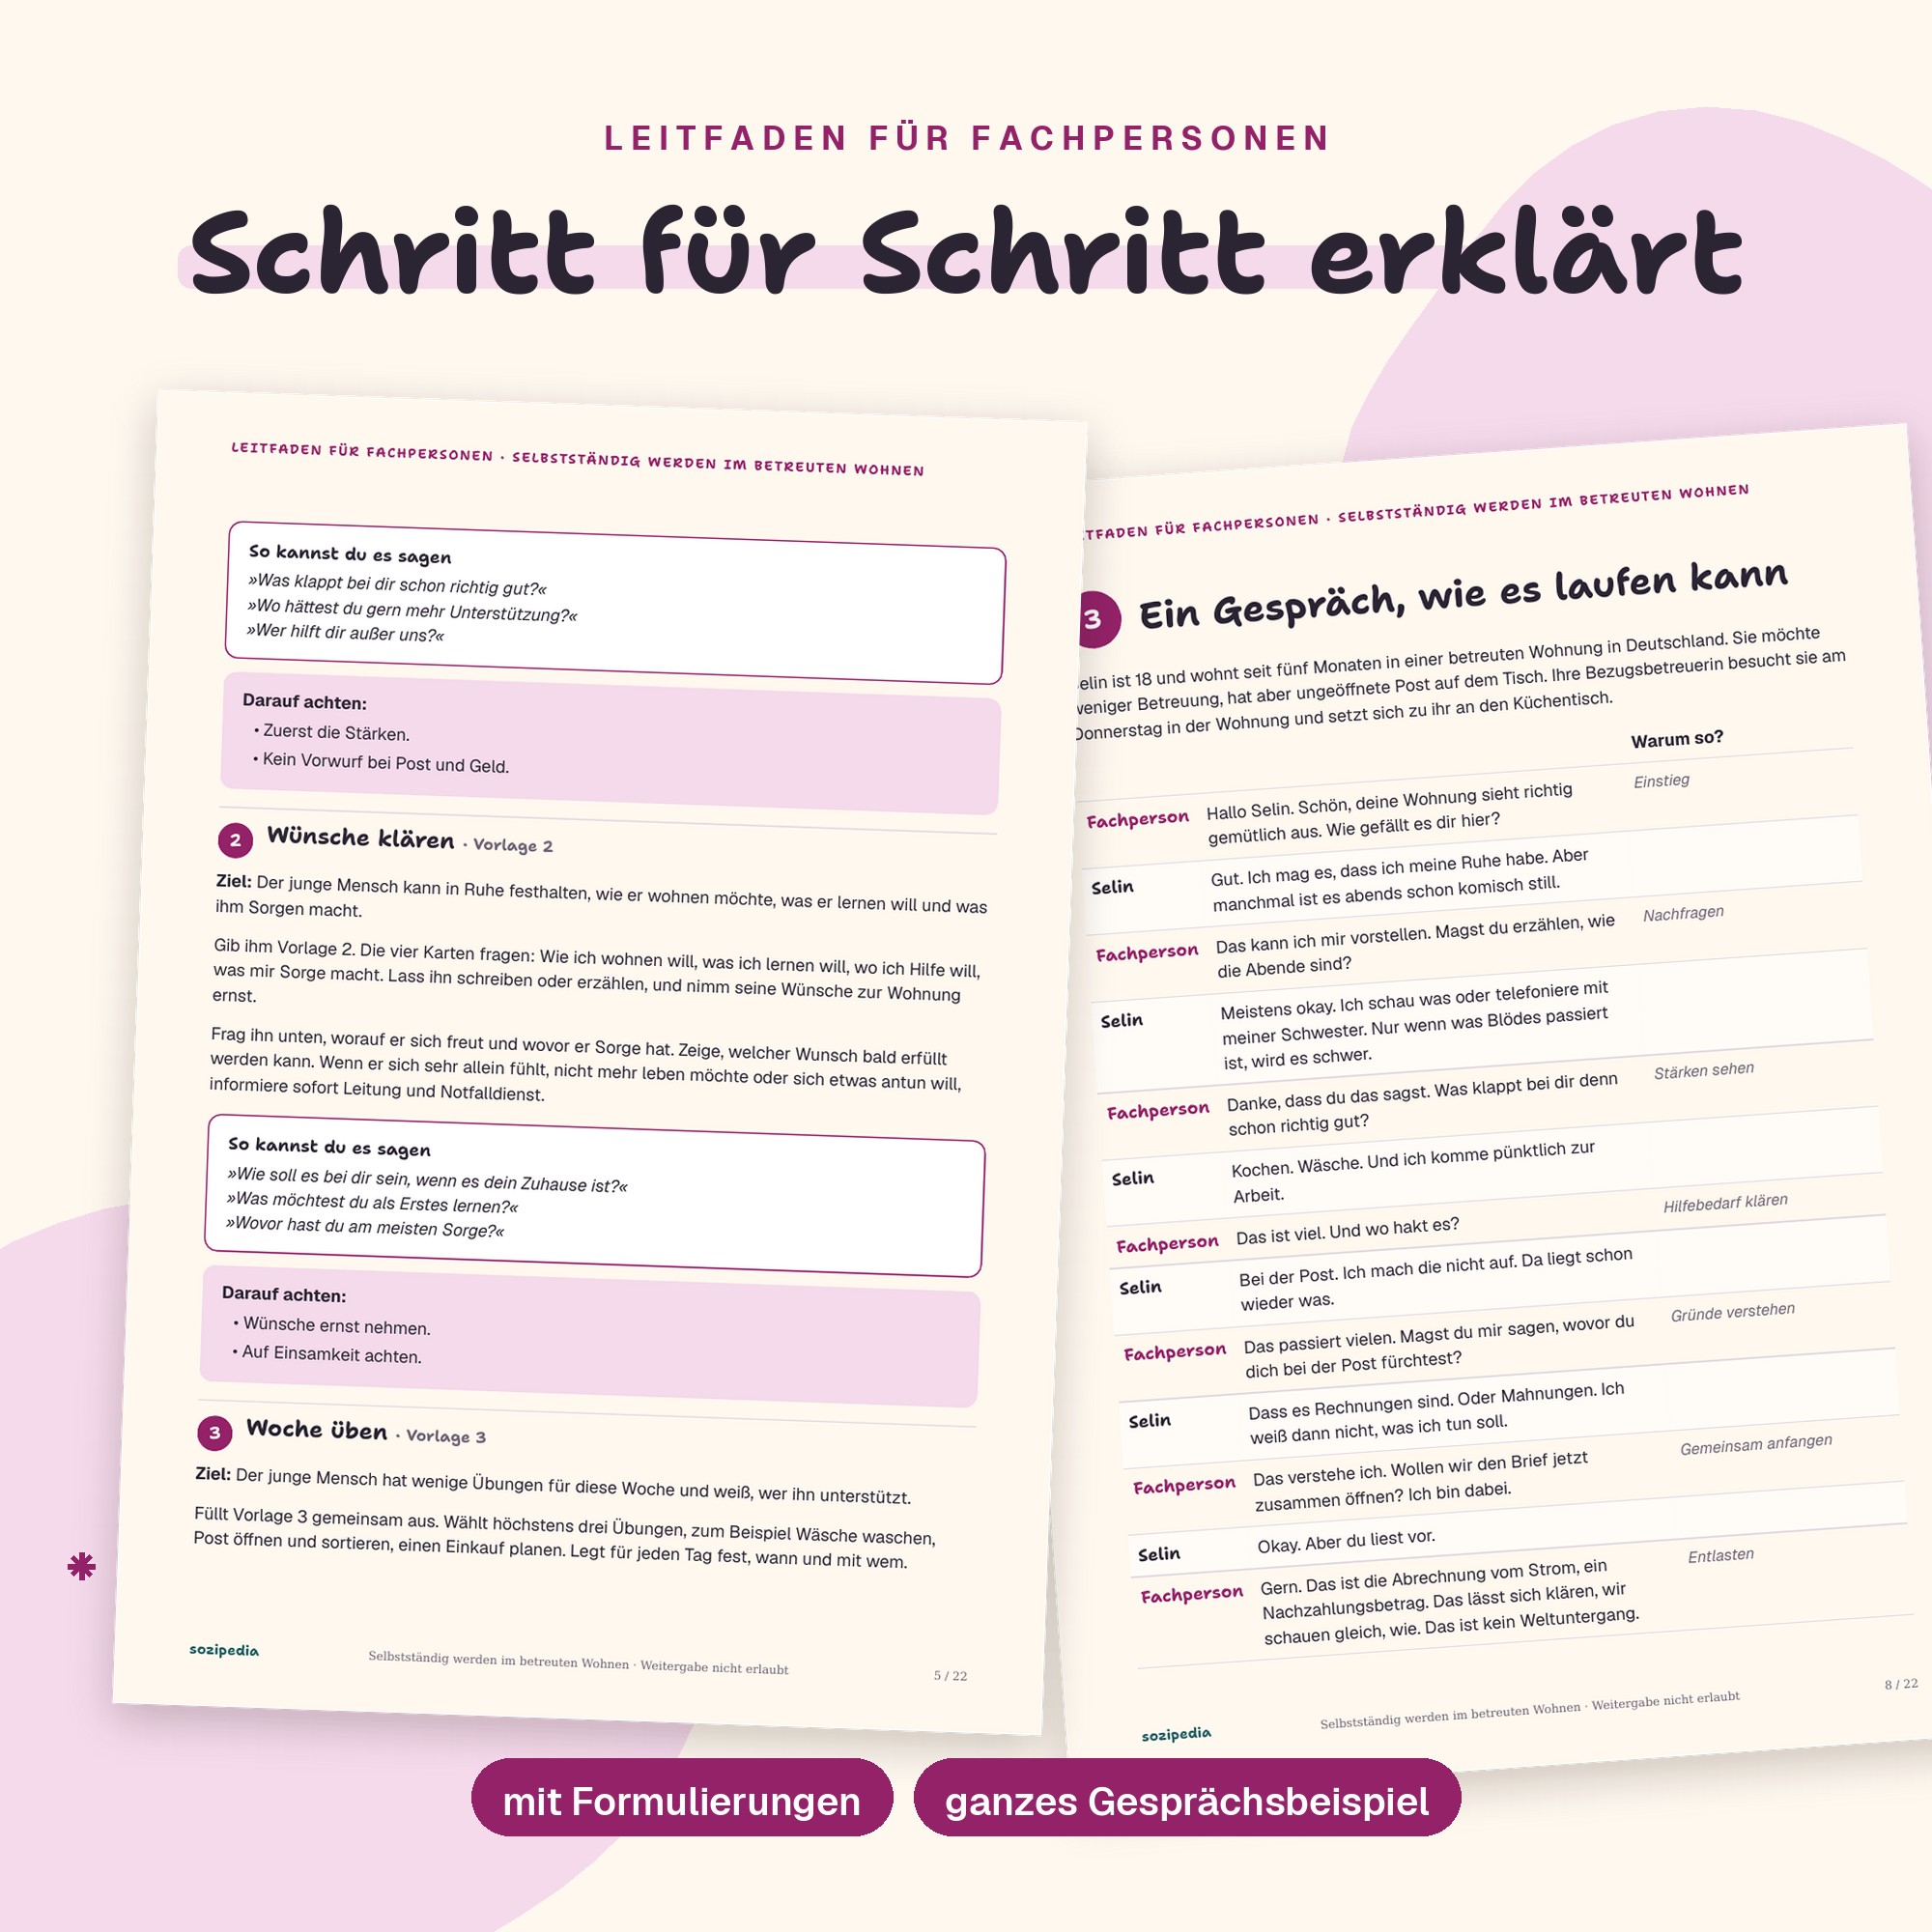 LEITFADEN FÜR FACHPERSONEN
Schritt für Schritt erklärt
LEITFADEN FÜR FACHPERSONEN · SELBSTSTÄNDIG WERDEN IM BETREUTEN WOHNEN
So kannst du es sagen
»Was klappt bei dir schon richtig gut?«
»Wo hättest du gern mehr Unterstützung?«
»Wer hilft dir außer uns?«
Darauf achten:
• Zuerst die Stärken.
• Kein Vorwurf bei Post und Geld.
2 Wünsche klären · Vorlage 2
Ziel: Der junge Mensch kann in Ruhe festhalten, wie er wohnen möchte, was er lernen will und was
ihm Sorgen macht.
Gib ihm Vorlage 2. Die vier Karten fragen: Wie ich wohnen will, was ich lernen will, wo ich Hilfe will,
was mir Sorge macht. Lass ihn schreiben oder erzählen, und nimm seine Wünsche zur Wohnung
ernst.
Frag ihn unten, worauf er sich freut und wovor er Sorge hat. Zeige, welcher Wunsch bald erfüllt
werden kann. Wenn er sich sehr allein fühlt, nicht mehr leben möchte oder sich etwas antun will,
informiere sofort Leitung und Notfalldienst.
So kannst du es sagen
»Wie soll es bei dir sein, wenn es dein Zuhause ist?«
»Was möchtest du als Erstes lernen?«
»Wovor hast du am meisten Sorge?«
Darauf achten:
• Wünsche ernst nehmen.
• Auf Einsamkeit achten.
3 Woche üben · Vorlage 3
Ziel: Der junge Mensch hat wenige Übungen für diese Woche und weiß, wer ihn unterstützt.
Füllt Vorlage 3 gemeinsam aus. Wählt höchstens drei Übungen, zum Beispiel Wäsche waschen,
Post öffnen und sortieren, einen Einkauf planen. Legt für jeden Tag fest, wann und mit wem.
sozipedia
Selbstständig werden im betreuten Wohnen · Weitergabe nicht erlaubt
5 / 22
TFADEN FÜR FACHPERSONEN · SELBSTSTÄNDIG WERDEN IM BETREUTEN WOHNEN
3 Ein Gespräch, wie es laufen kann
elin ist 18 und wohnt seit fünf Monaten in einer betreuten Wohnung in Deutschland. Sie möchte
weniger Betreuung, hat aber ungeöffnete Post auf dem Tisch. Ihre Bezugsbetreuerin besucht sie am
Donnerstag in der Wohnung und setzt sich zu ihr an den Küchentisch.
Warum so?
Fachperson Hallo Selin. Schön, deine Wohnung sieht richtig Einstieg
gemütlich aus. Wie gefällt es dir hier?
Selin Gut. Ich mag es, dass ich meine Ruhe habe. Aber
manchmal ist es abends schon komisch still.
Fachperson Das kann ich mir vorstellen. Magst du erzählen, wie Nachfragen
die Abende sind?
Selin Meistens okay. Ich schau was oder telefoniere mit
meiner Schwester. Nur wenn was Blödes passiert
ist, wird es schwer.
Fachperson Danke, dass du das sagst. Was klappt bei dir denn Stärken sehen
schon richtig gut?
Selin Kochen. Wäsche. Und ich komme pünktlich zur
Arbeit.
Fachperson Das ist viel. Und wo hakt es? Hilfebedarf klären
Selin Bei der Post. Ich mach die nicht auf. Da liegt schon
wieder was.
Fachperson Das passiert vielen. Magst du mir sagen, wovor du Gründe verstehen
dich bei der Post fürchtest?
Selin Dass es Rechnungen sind. Oder Mahnungen. Ich
weiß dann nicht, was ich tun soll.
Fachperson Das verstehe ich. Wollen wir den Brief jetzt Gemeinsam anfangen
zusammen öffnen? Ich bin dabei.
Selin Okay. Aber du liest vor.
Fachperson Gern. Das ist die Abrechnung vom Strom, ein Entlasten
Nachzahlungsbetrag. Das lässt sich klären, wir
schauen gleich, wie. Das ist kein Weltuntergang.
sozipedia
Selbstständig werden im betreuten Wohnen · Weitergabe nicht erlaubt
8 / 22
mit Formulierungen
ganzes Gesprächsbeispiel